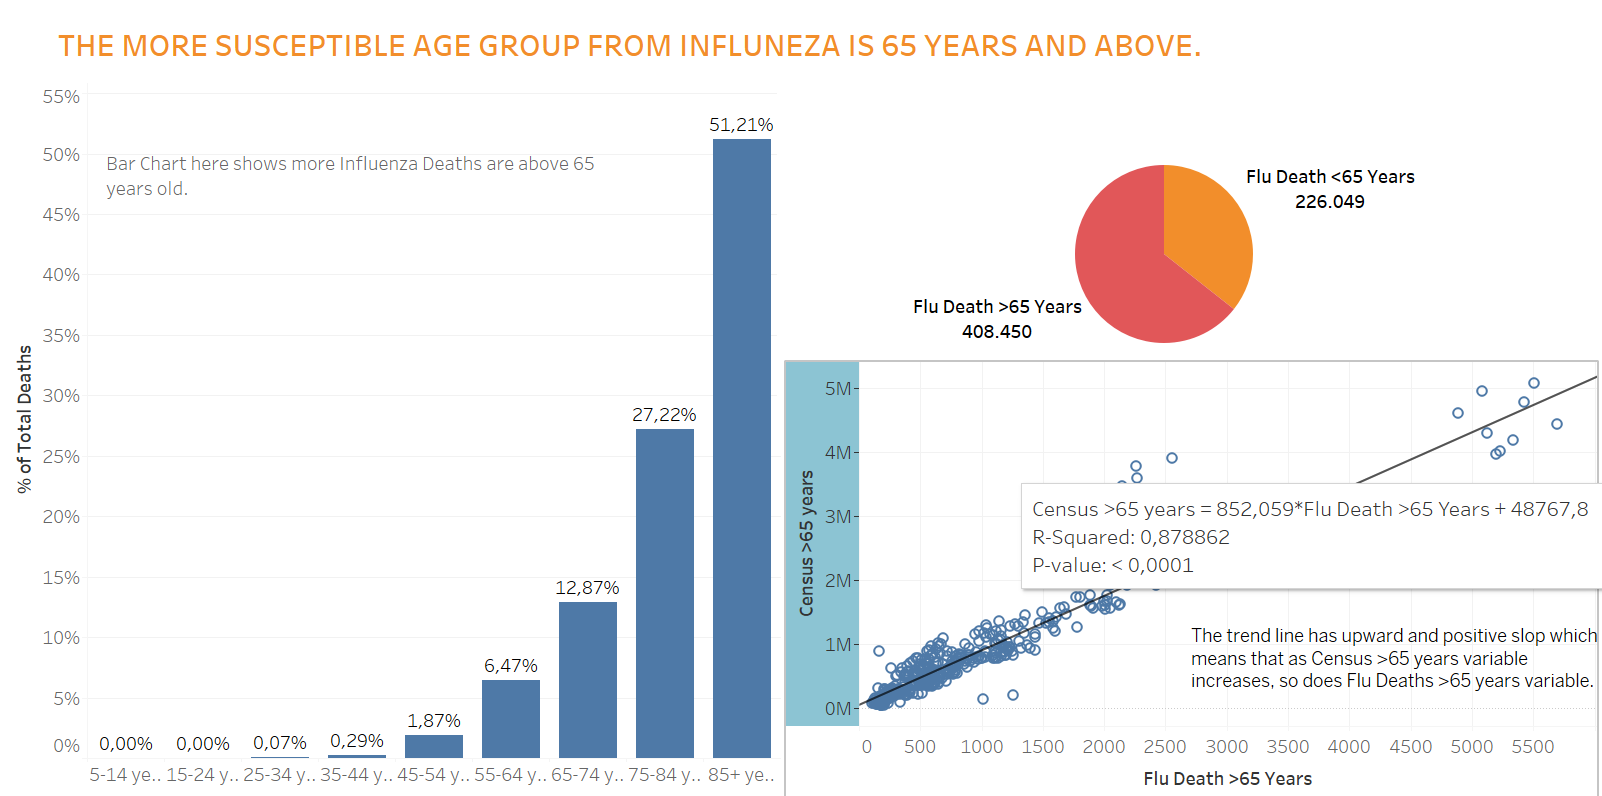 THE MORE SUSCEPTIBLE AGE GROUP FROM INFLUNEZA IS 65 YEARS AND ABOVE.
55%
50%
45%
40%
35%
30%
25%
20%
15%
10%
5%
0%
% of Total Deaths
Bar Chart here shows more Influenza Deaths are above 65
years old.
0,00%
0,00%
0,07%
0,29%
1,87%
6,47%
12,87%
27,22%
51,21%
5-14 ye..
15-24 y..
25-34 y..
35-44 y..
45-54 y..
55-64 y..
65-74 y..
75-84 y..
85+ ye..
Flu Death <65 Years
226.049
Flu Death >65 Years
408.450
Census >65 years
5M
4M
3M
2M
1M
0M
Census >65 years = 852,059*Flu Death >65 Years + 48767,8
R-Squared: 0,878862
P-value: < 0,0001
The trend line has upward and positive slop which
means that as Census >65 years variable
increases, so does Flu Deaths >65 years variable.
0
500
1000
1500
2000
2500
3000
3500
4000
4500
5000
5500
Flu Death >65 Years